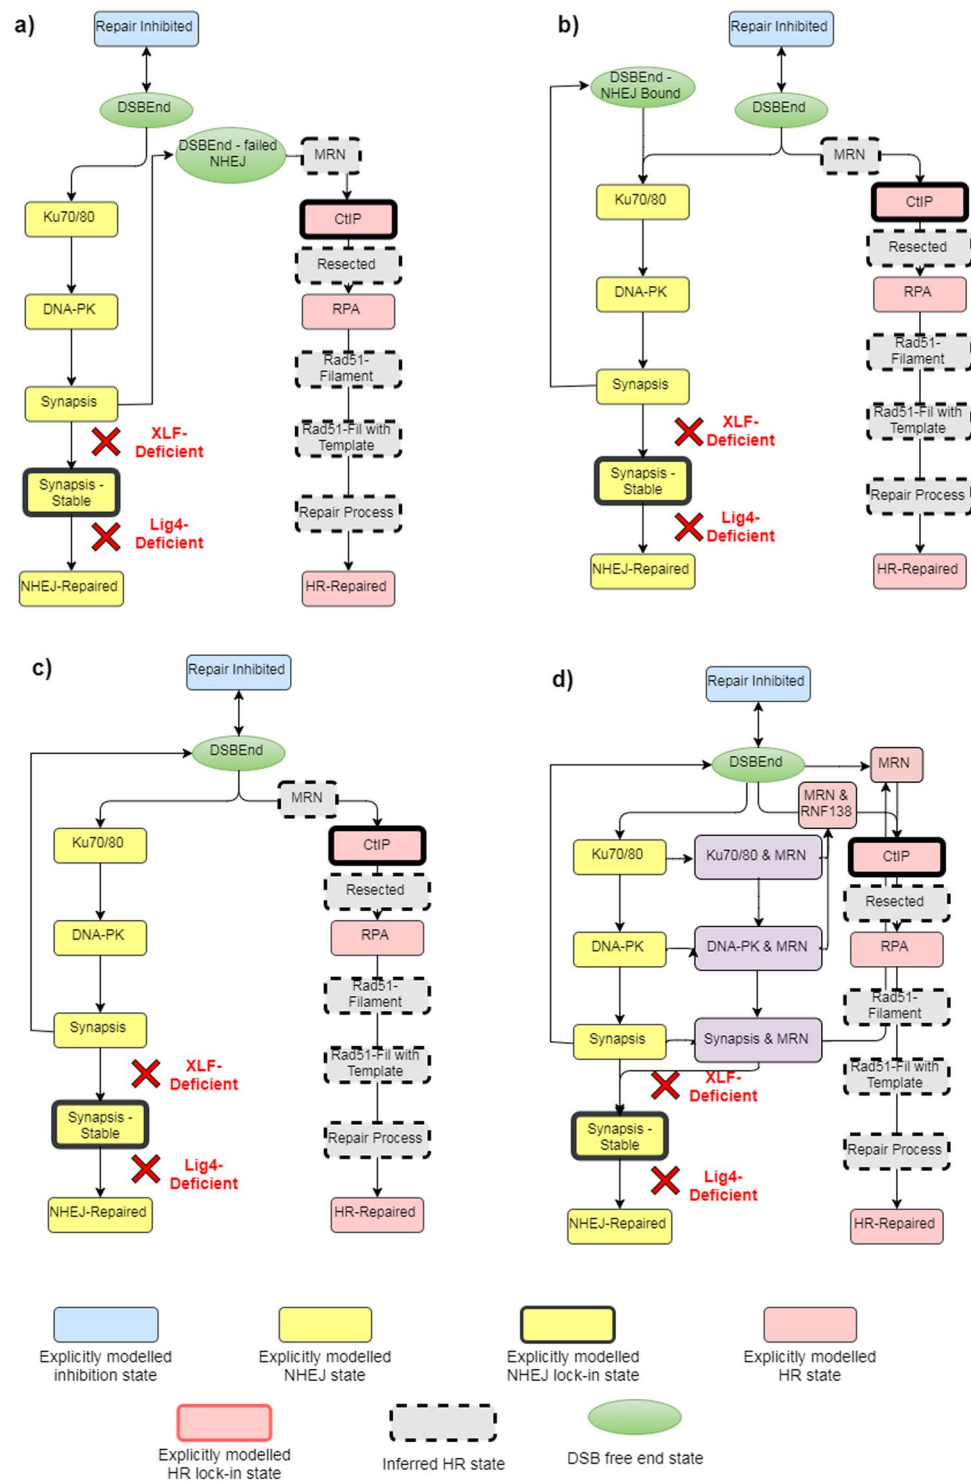 a)
Repair Inhibited
DSBEnd
DSBEnd - failed
NHEJ
MRN
Ku70/80
CtIP
Resected
DNA-PK
RPA
Rad51-
Filament
Synapsis
XLF-
Deficient
Rad51-Fil with
Template
Synapsis -
Stable
Lig4-
Deficient
Repair Process
NHEJ-Repaired
HR-Repaired
b)
Repair Inhibited
DSBEnd -
NHEJ Bound
DSBEnd
MRN
Ku70/80
CtIP
Resected
DNA-PK
RPA
Rad51-
Filament
Synapsis
XLF-
Deficient
Rad51-Fil with
Template
Synapsis -
Stable
Lig4-
Deficient
Repair Process
NHEJ-Repaired
HR-Repaired
c)
Repair Inhibited
DSBEnd
MRN
Ku70/80
CtIP
Resected
DNA-PK
RPA
Rad51-
Filament
Synapsis
XLF-
Deficient
Rad51-Fil with
Template
Synapsis -
Stable
Lig4-
Deficient
Repair Process
NHEJ-Repaired
HR-Repaired
d)
Repair Inhibited
DSBEnd
MRN
MRN &
RNF138
Ku70/80
Ku70/80 & MRN
CtIP
Resected
DNA-PK
DNA-PK & MRN
RPA
Rad51-
Filament
Synapsis
Synapsis & MRN
XLF-
Deficient
Rad51-Fil with
Template
Synapsis -
Stable
Lig4-
Deficient
Repair Process
NHEJ-Repaired
HR-Repaired
Explicitly modelled
inhibition state
Explicitly modelled
NHEJ state
Explicitly modelled
NHEJ lock-in state
Explicitly modelled
HR state
Explicitly modelled
HR lock-in state
Inferred HR state
DSB free end state